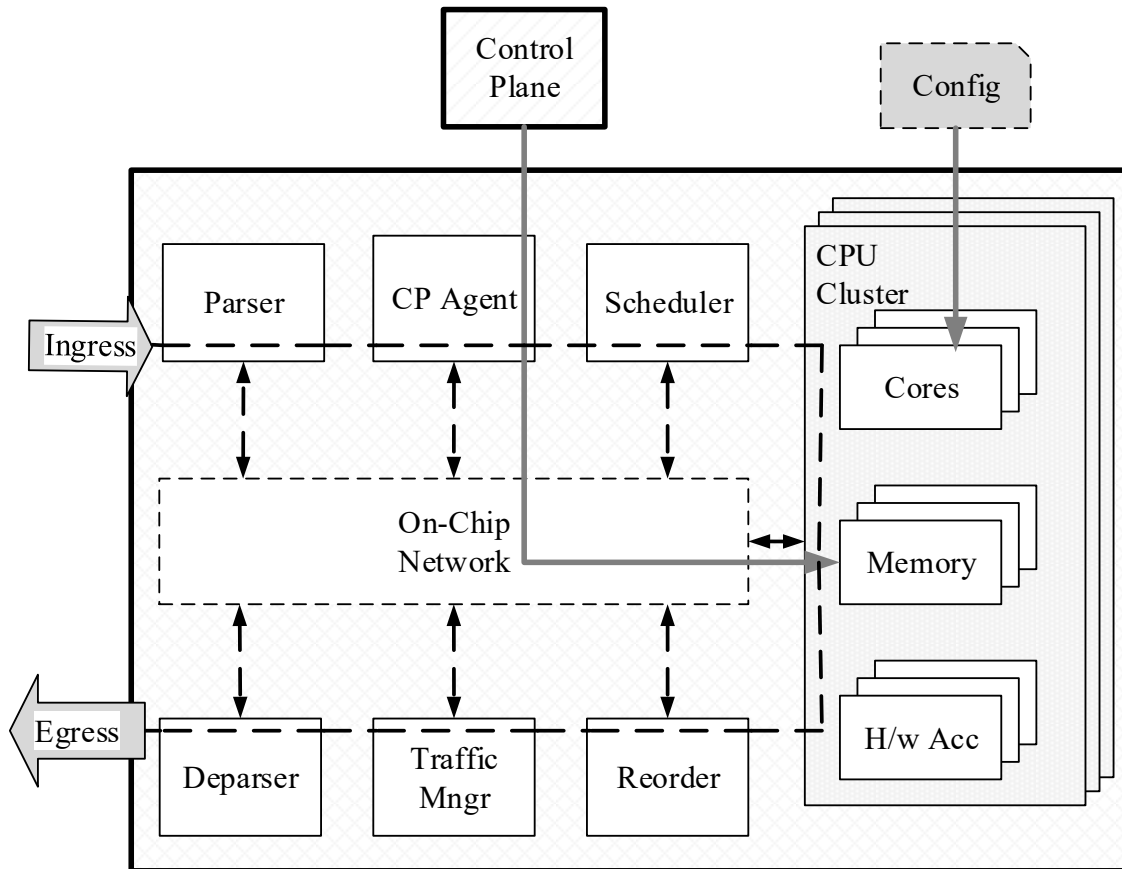 Control
Plane
Config
Parser
CP Agent
Scheduler
CPU
Cluster
Ingress
Cores
On-Chip
Network
Memory
Egress
Deparser
Traffic
Mngr
Reorder
H/w Acc